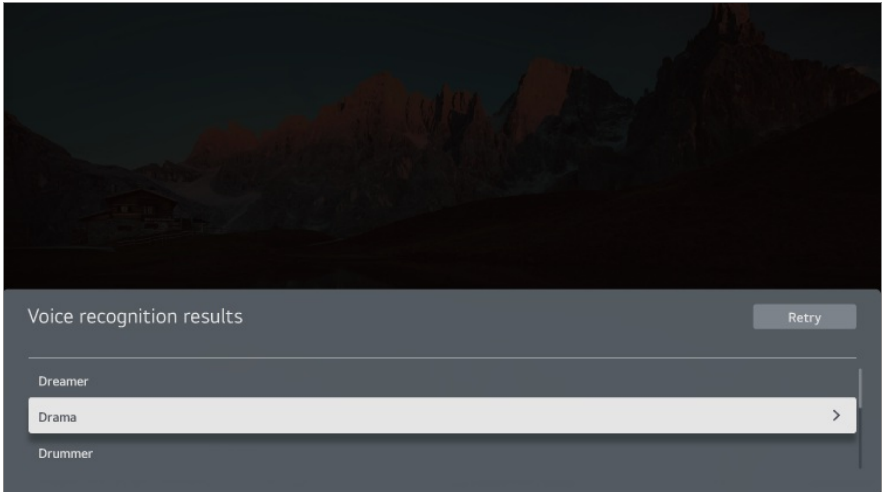 Voice recognition results
Retry
Dreamer
Drama
Drummer